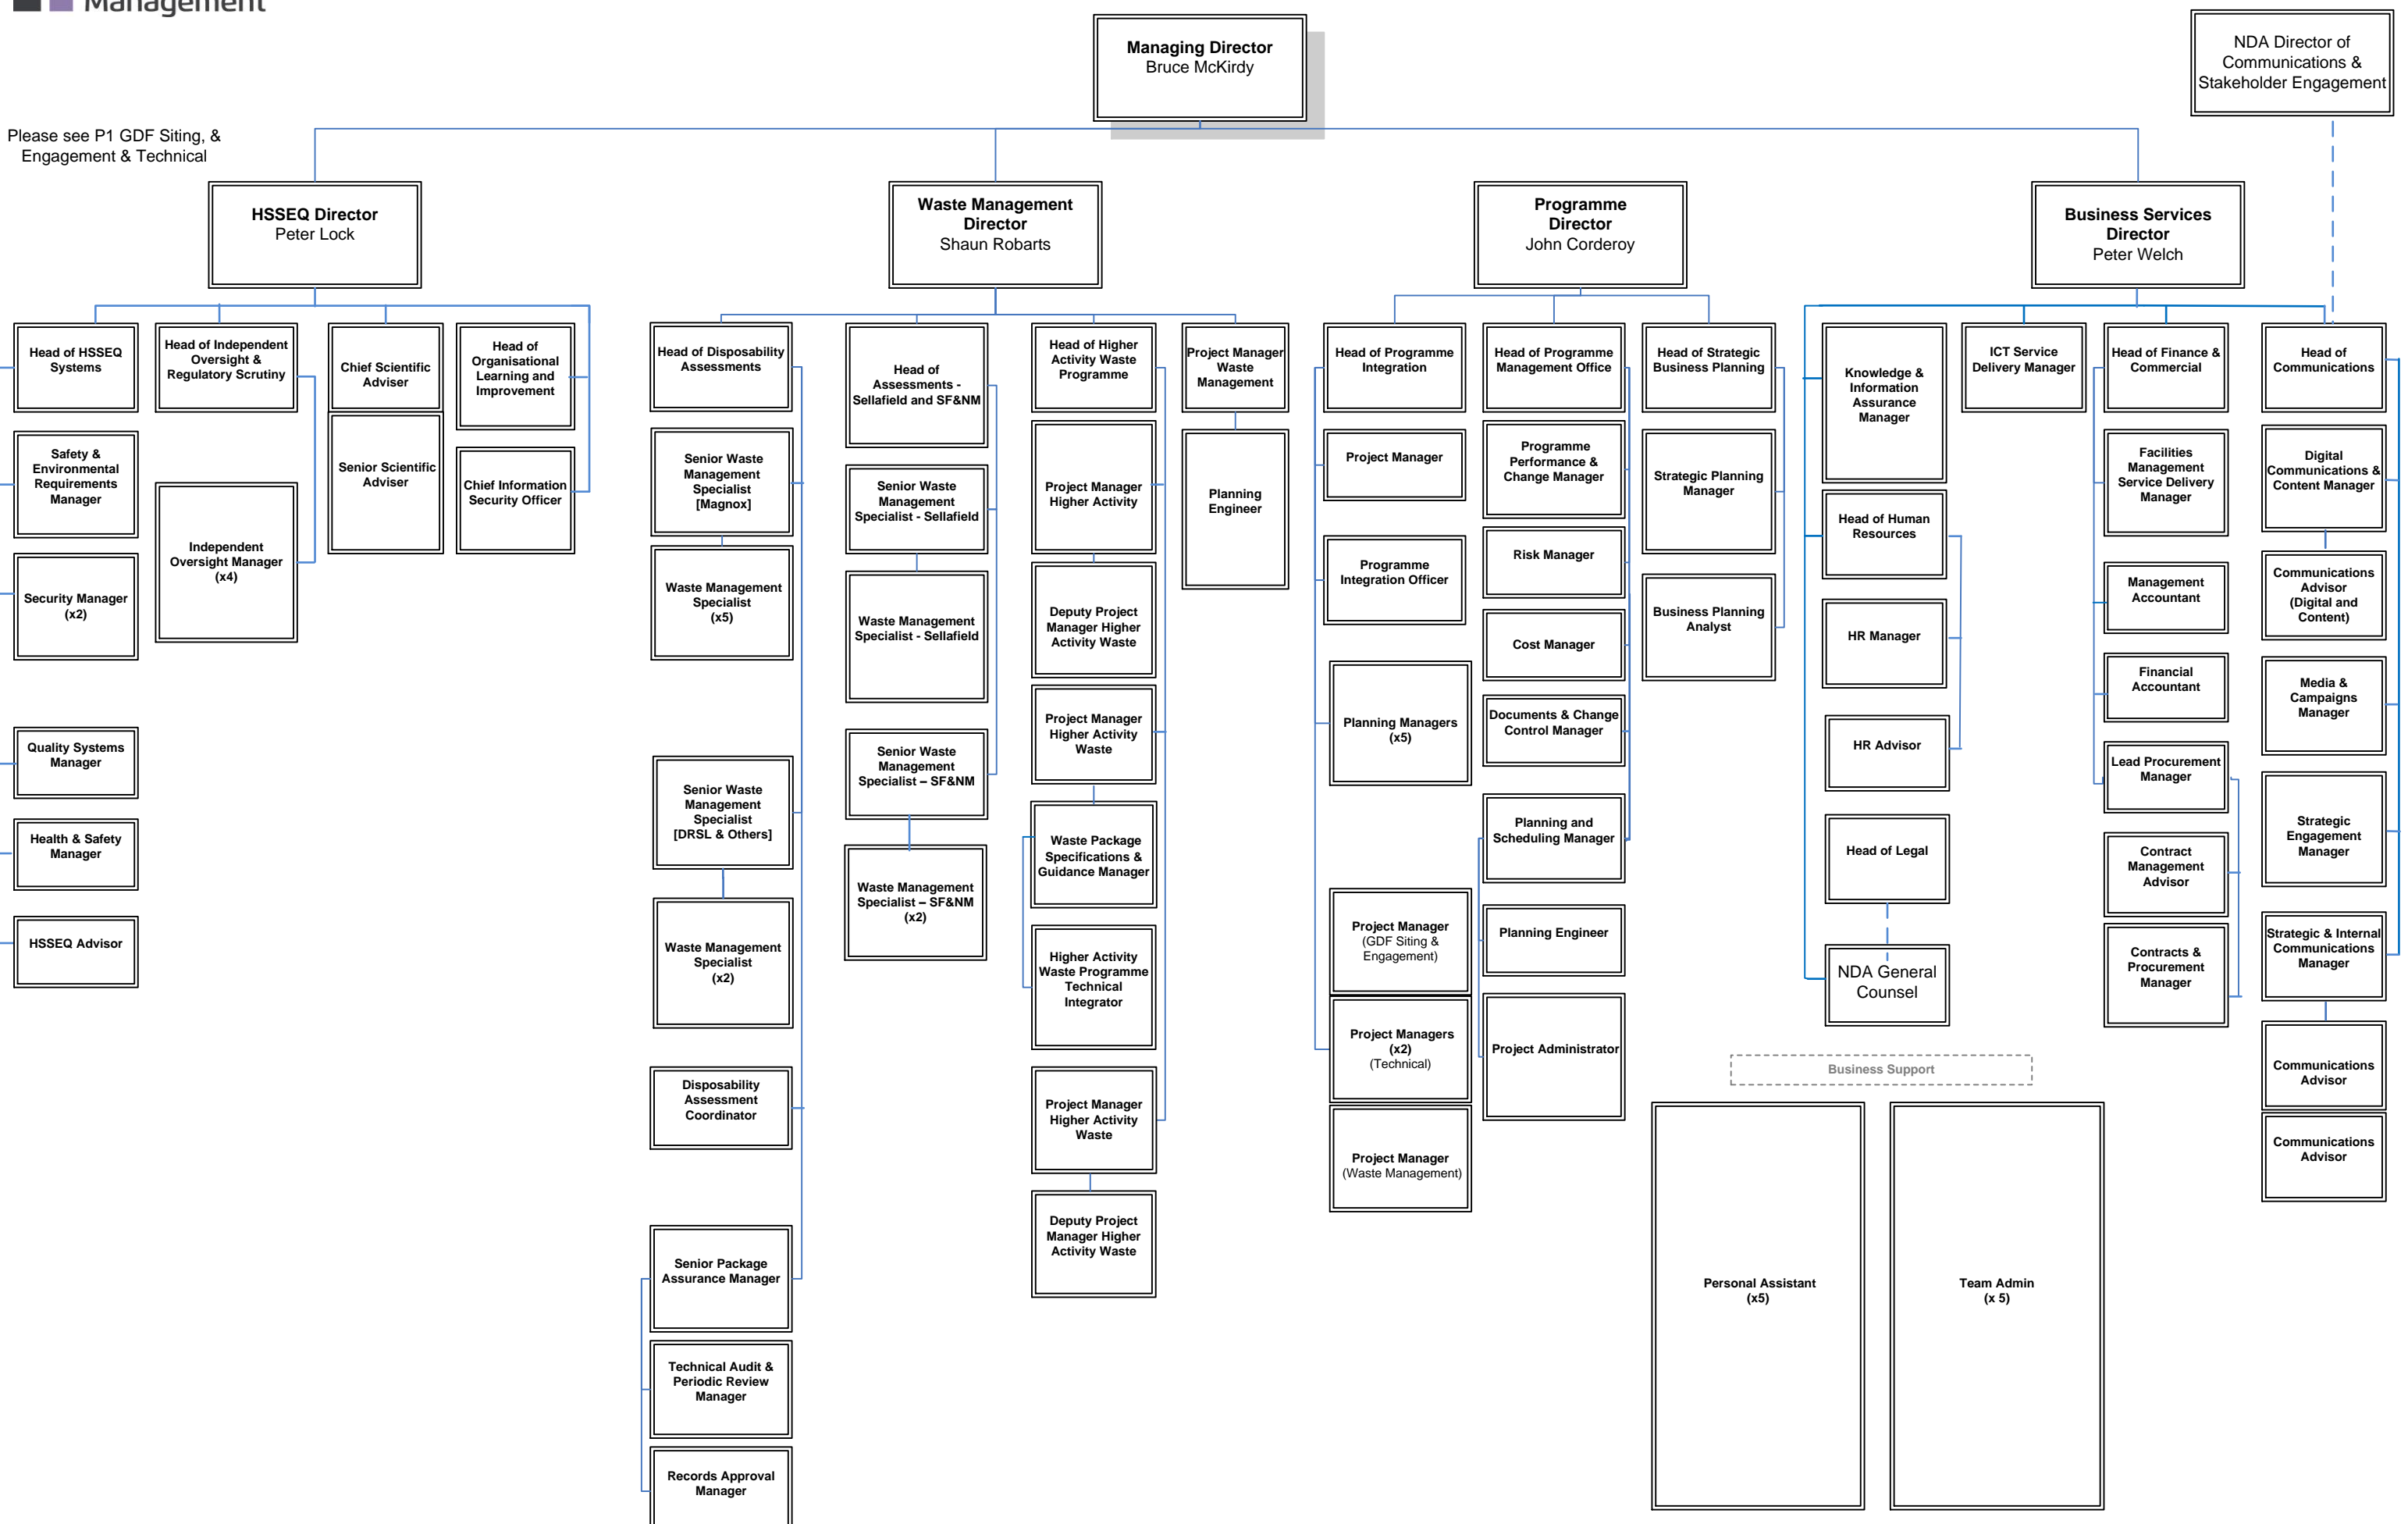 Management
Managing Director
Bruce McKirdy
NDA Director of
Communications &
Stakeholder Engagement
Please see P1 GDF Siting, &
Engagement & Technical
HSSEQ Director
Peter Lock
Waste Management
Director
Shaun Robarts
Programme
Director
John Corderoy
Business Services
Director
Peter Welch
Head of HSSEQ
Systems
Safety &
Environmental
Requirements
Manager
Security Manager
(x2)
Quality Systems
Manager
Health & Safety
Manager
HSSEQ Advisor
Head of Independent
Oversight &
Regulatory Scrutiny
Independent
Oversight Manager
(x4)
Chief Scientific
Adviser
Senior Scientific
Adviser
Head of
Organisational
Learning and
Improvement
Chief Information
Security Officer
Head of Disposability
Assessments
Senior Waste
Management
Specialist
[Magnox]
Waste Management
Specialist
(x5)
Senior Waste
Management
Specialist
[DRSL & Others]
Waste Management
Specialist
(x2)
Disposability
Assessment
Coordinator
Senior Package
Assurance Manager
Technical Audit &
Periodic Review
Manager
Records Approval
Manager
Head of
Assessments -
Sellafield and SF&NM
Senior Waste
Management
Specialist - Sellafield
Waste Management
Specialist - Sellafield
Senior Waste
Management
Specialist – SF&NM
Waste Management
Specialist – SF&NM
(x2)
Head of Higher
Activity Waste
Programme
Project Manager
Higher Activity
Deputy Project
Manager Higher
Activity Waste
Project Manager
Higher Activity
Waste
Waste Package
Specifications &
Guidance Manager
Higher Activity
Waste Programme
Technical
Integrator
Project Manager
Higher Activity
Waste
Deputy Project
Manager Higher
Activity Waste
Project Manager
Waste
Management
Planning
Engineer
Head of Programme
Integration
Project Manager
Programme
Integration Officer
Planning Managers
(x5)
Project Manager
(GDF Siting &
Engagement)
Project Managers
(x2)
(Technical)
Project Manager
(Waste Management)
Head of Programme
Management Office
Programme
Performance &
Change Manager
Risk Manager
Cost Manager
Documents & Change
Control Manager
Planning and
Scheduling Manager
Planning Engineer
Project Administrator
Head of Strategic
Business Planning
Strategic Planning
Manager
Business Planning
Analyst
Knowledge &
Information
Assurance
Manager
Head of Human
Resources
HR Manager
HR Advisor
Head of Legal
NDA General
Counsel
ICT Service
Delivery Manager
Head of Finance &
Commercial
Facilities
Management
Service Delivery
Manager
Management
Accountant
Financial
Accountant
Lead Procurement
Manager
Contract
Management
Advisor
Contracts &
Procurement
Manager
Head of
Communications
Digital
Communications &
Content Manager
Communications
Advisor
(Digital and
Content)
Media &
Campaigns
Manager
Strategic
Engagement
Manager
Strategic & Internal
Communications
Manager
Communications
Advisor
Communications
Advisor
Business Support
Personal Assistant
(x5)
Team Admin
(x 5)